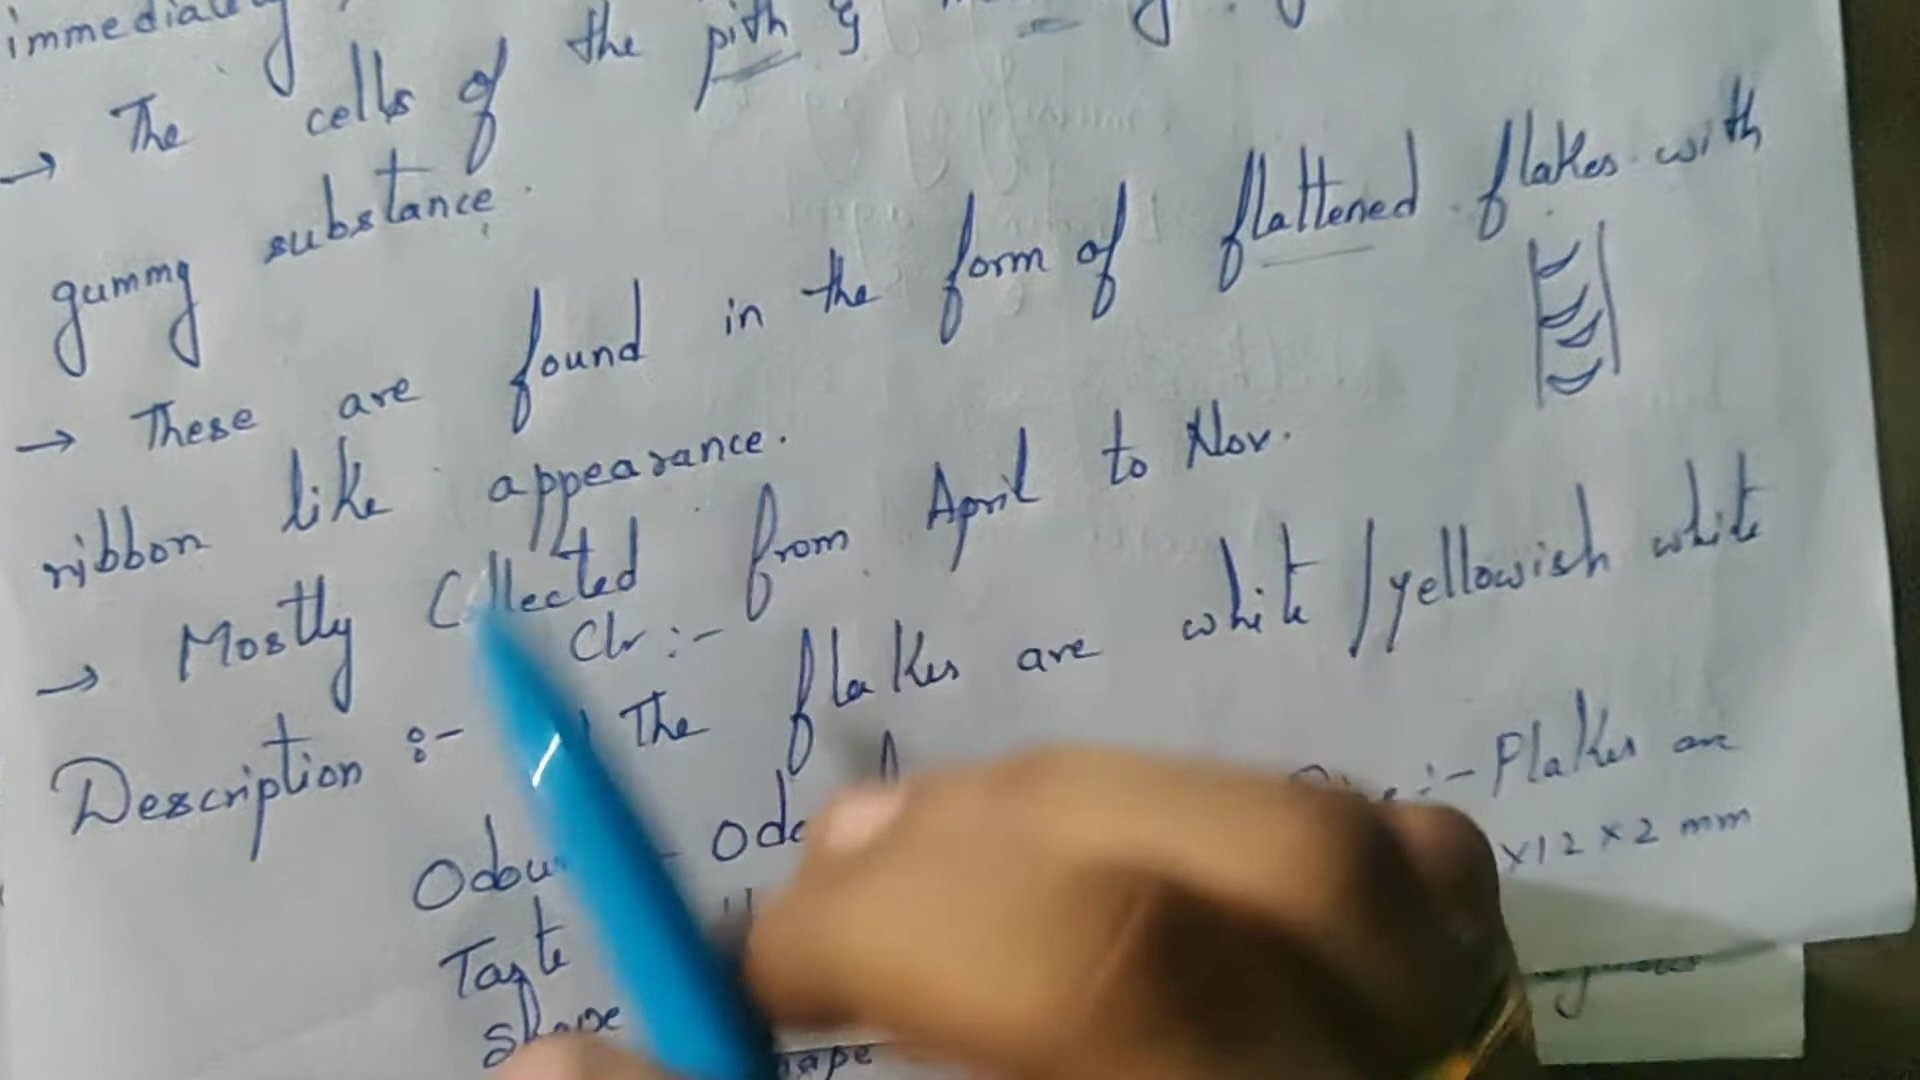 immediately
→ The cells of the pith &
gummy substance.
→ These are found in the form of flattened flakes with
ribbon like appearance.
→ Mostly Collected from April to Nov.
Description :- Clr :- The flakes are white / yellowish white
Odou
Taste
Shape
:- Flakes are
x12 x 2 mm